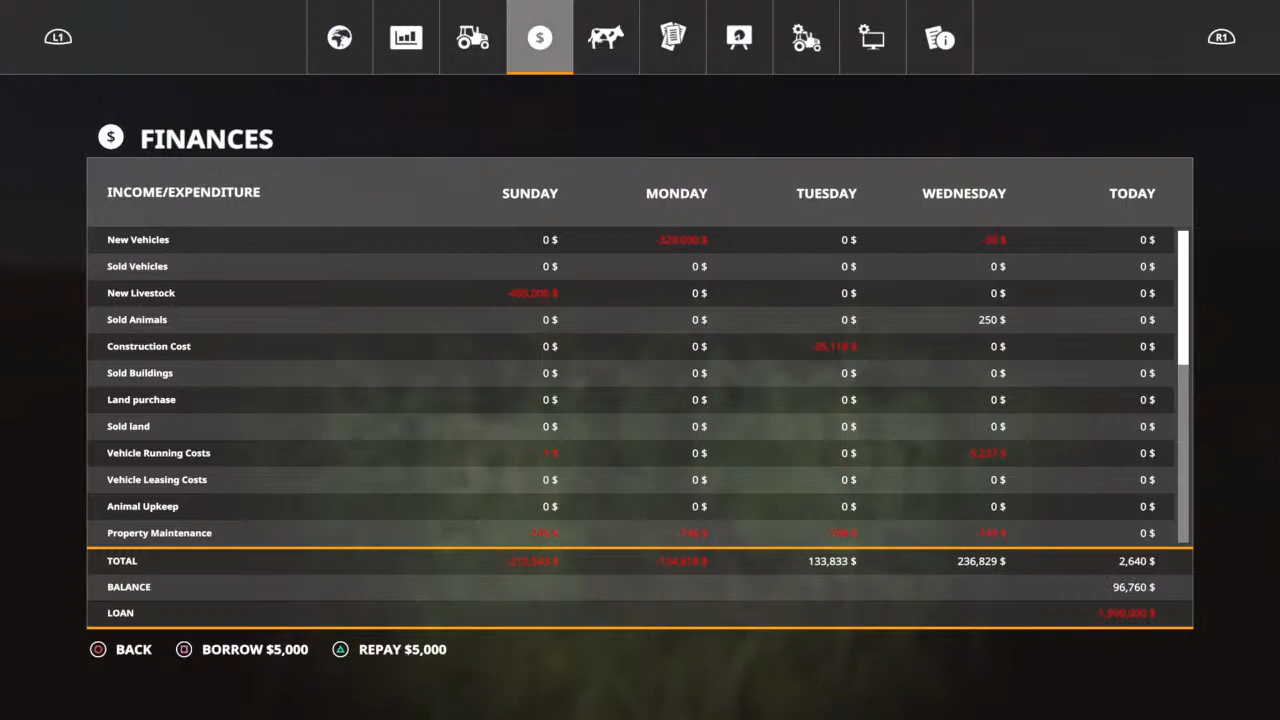 L1
R1
FINANCES
INCOME/EXPENDITURE SUNDAY MONDAY TUESDAY WEDNESDAY TODAY
New Vehicles 0 $ 0 $ 0 $
Sold Vehicles 0 $ 0 $ 0 $ 0 $ 0 $
New Livestock 0 $ 0 $ 0 $ 0 $
Sold Animals 0 $ 0 $ 0 $ 250 $ 0 $
Construction Cost 0 $ 0 $ 0 $ 0 $
Sold Buildings 0 $ 0 $ 0 $ 0 $ 0 $
Land purchase 0 $ 0 $ 0 $ 0 $ 0 $
Sold land 0 $ 0 $ 0 $ 0 $ 0 $
Vehicle Running Costs 0 $ 0 $ 0 $
Vehicle Leasing Costs 0 $ 0 $ 0 $ 0 $ 0 $
Animal Upkeep 0 $ 0 $ 0 $ 0 $ 0 $
Property Maintenance 0 $
TOTAL 133,833 $ 236,829 $ 2,640 $
BALANCE 96,760 $
LOAN
BACK BORROW $5,000 REPAY $5,000